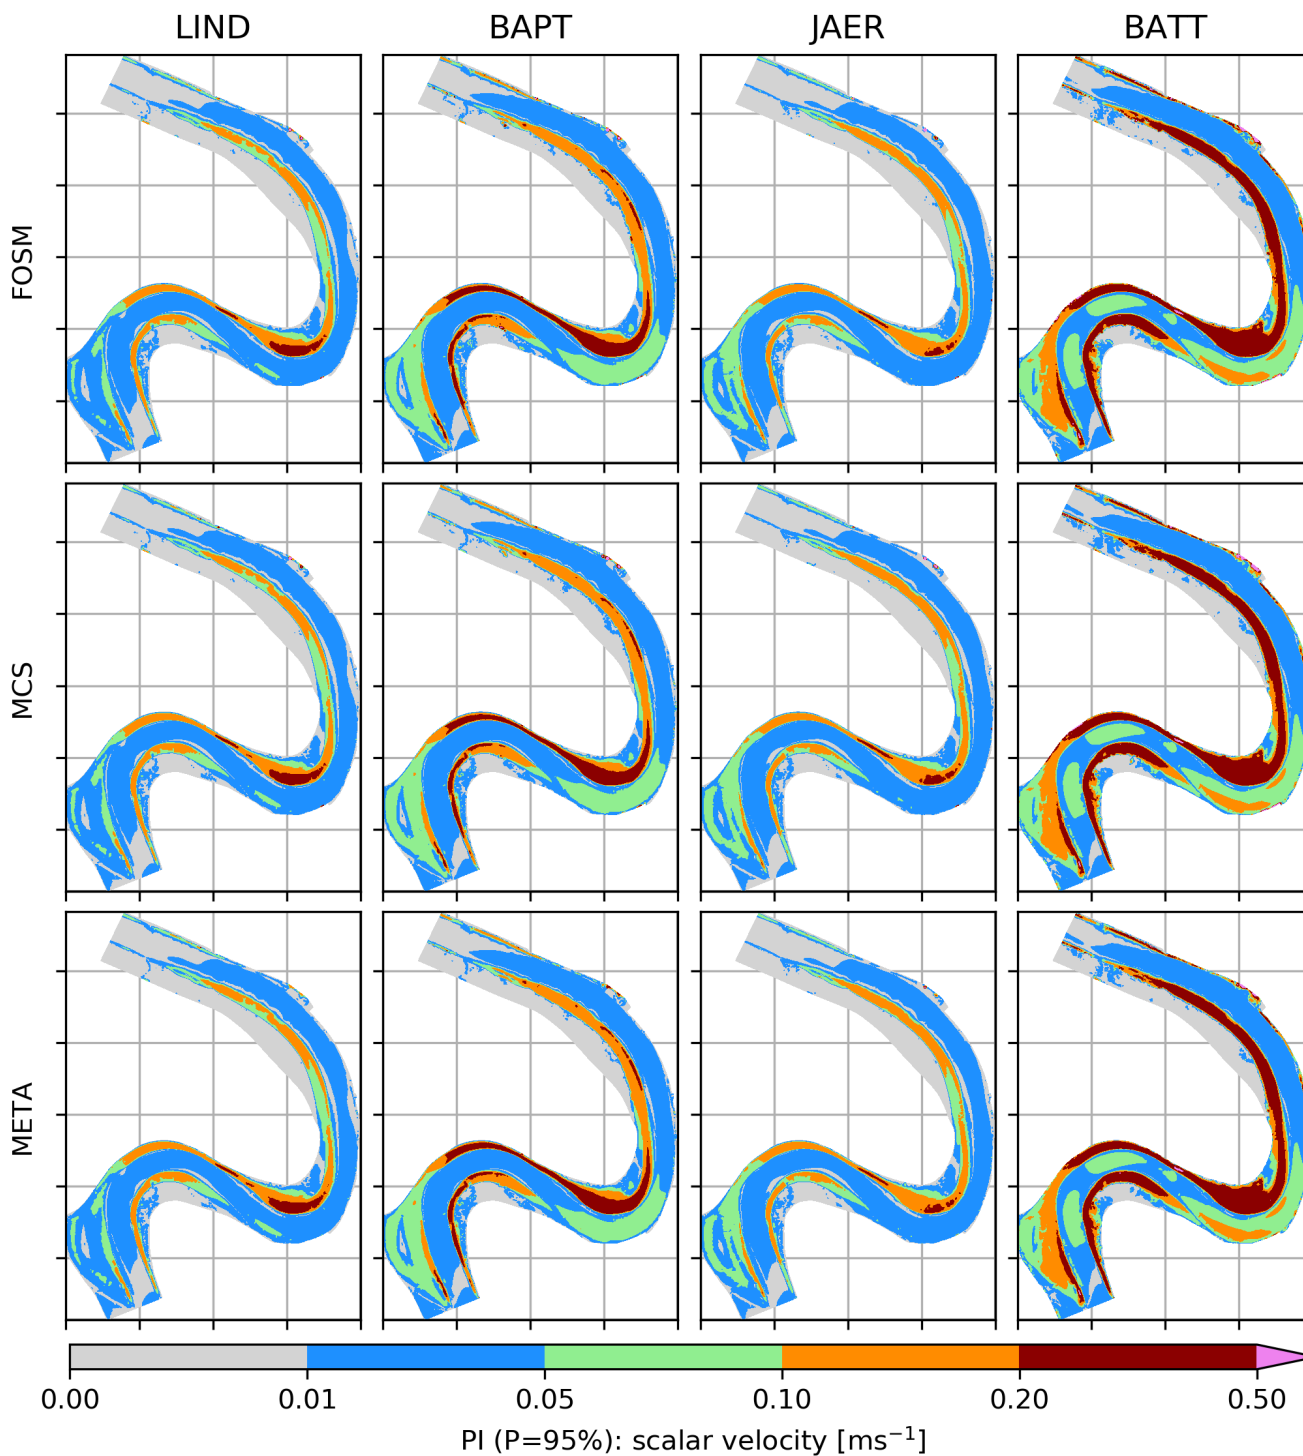 LIND BAPT JAER BATT
FOSM
MCS
META
0.00 0.01 0.05 0.10 0.20 0.50
PI (P=95%): scalar velocity [ms⁻¹]